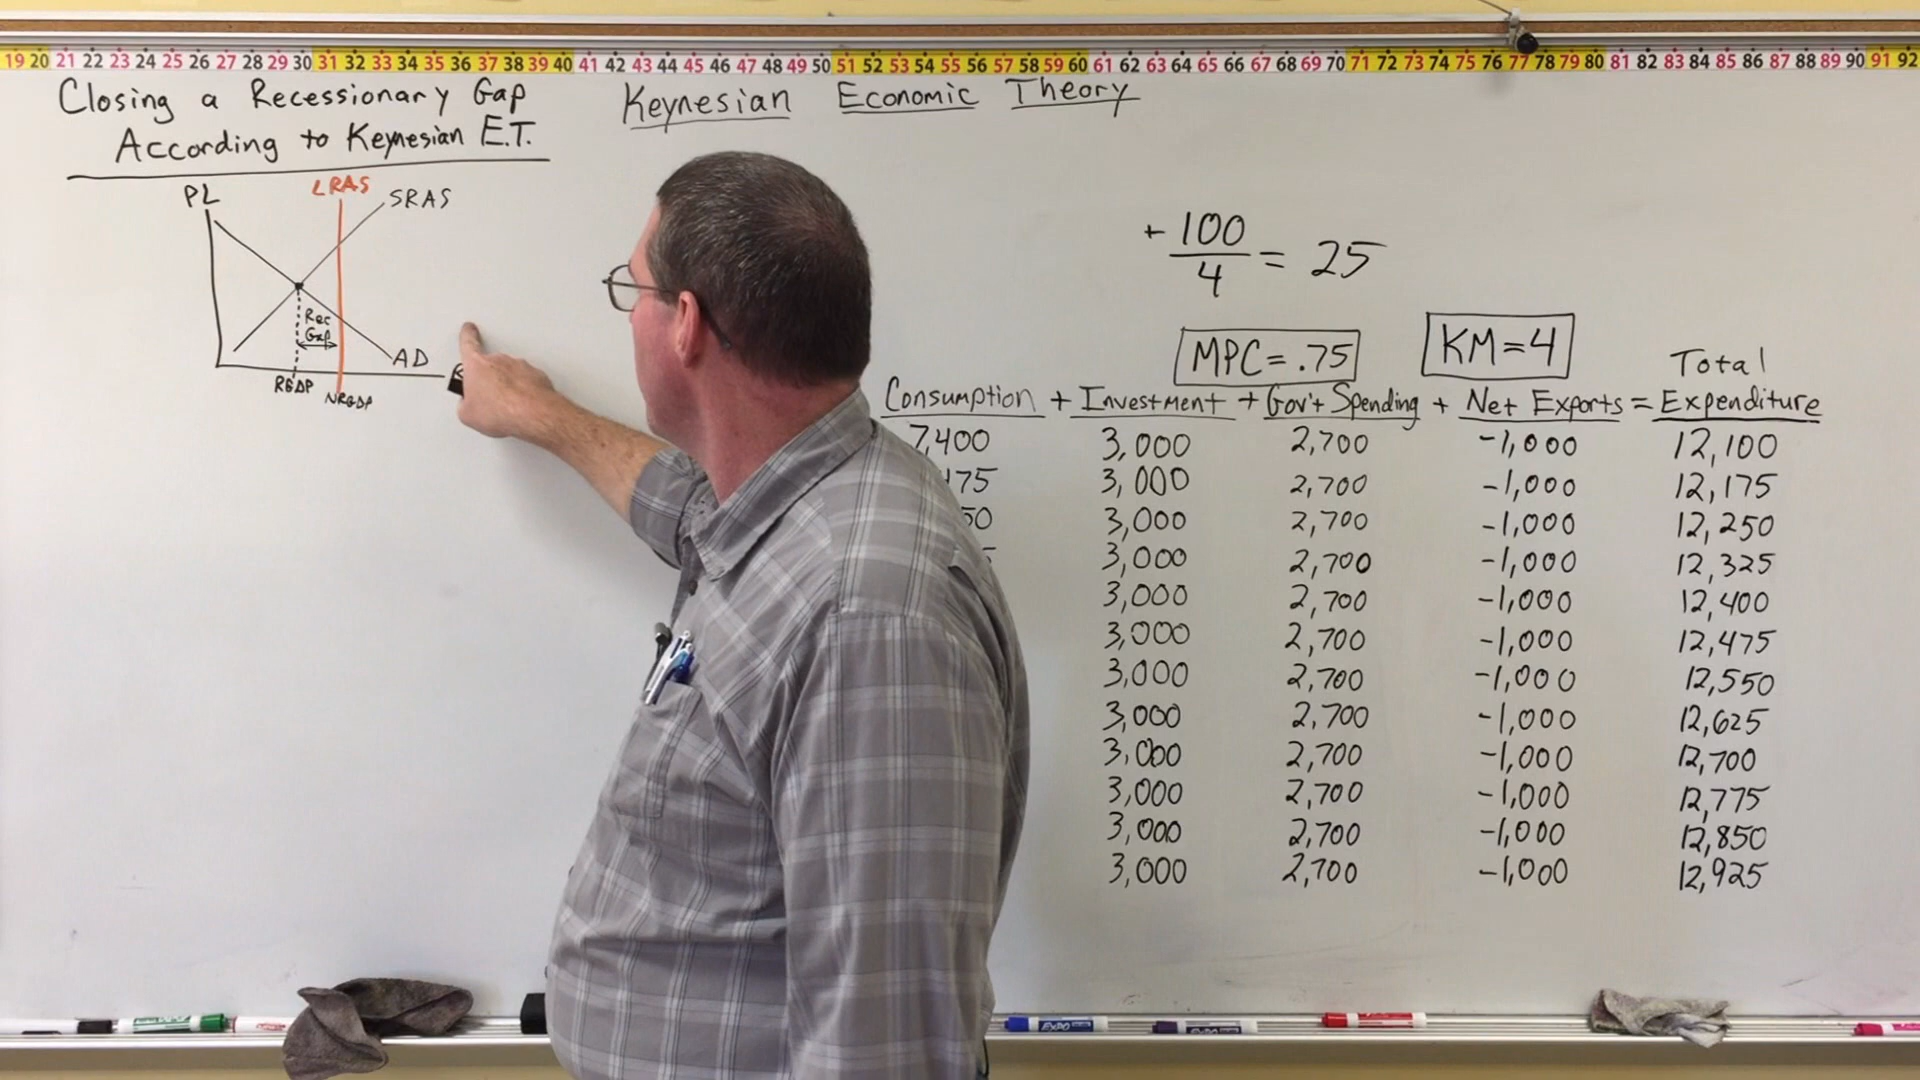 19 20 21 22 23 24 25 26 27 28 29 30 31 32 33 34 35 36 37 38 39 40 41 42 43 44 45 46 47 48 49 50 51 52 53 54 55 56 57 58 59 60 61 62 63 64 65 66 67 68 69 70 71 72 73 74 75 76 77 78 79 80 81 82 83 84 85 86 87 88 89 90 91 92
Closing a Recessionary Gap
According to Keynesian E.T.
PL
LRAS
SRAS
Rec
Gap
AD
RGDP
NRGDP
Keynesian Economic Theory
+100
4
= 25
MPC = .75
KM = 4
Total
Consumption + Investment + Gov't Spending + Net Exports = Expenditure
7,400 3,000 2,700 -1,000 12,100
175 3,000 2,700 -1,000 12,175
50 3,000 2,700 -1,000 12,250
3,000 2,700 -1,000 12,325
3,000 2,700 -1,000 12,400
3,000 2,700 -1,000 12,475
3,000 2,700 -1,000 12,550
3,000 2,700 -1,000 12,625
3,000 2,700 -1,000 12,700
3,000 2,700 -1,000 12,775
3,000 2,700 -1,000 12,850
3,000 2,700 -1,000 12,925
EXPO